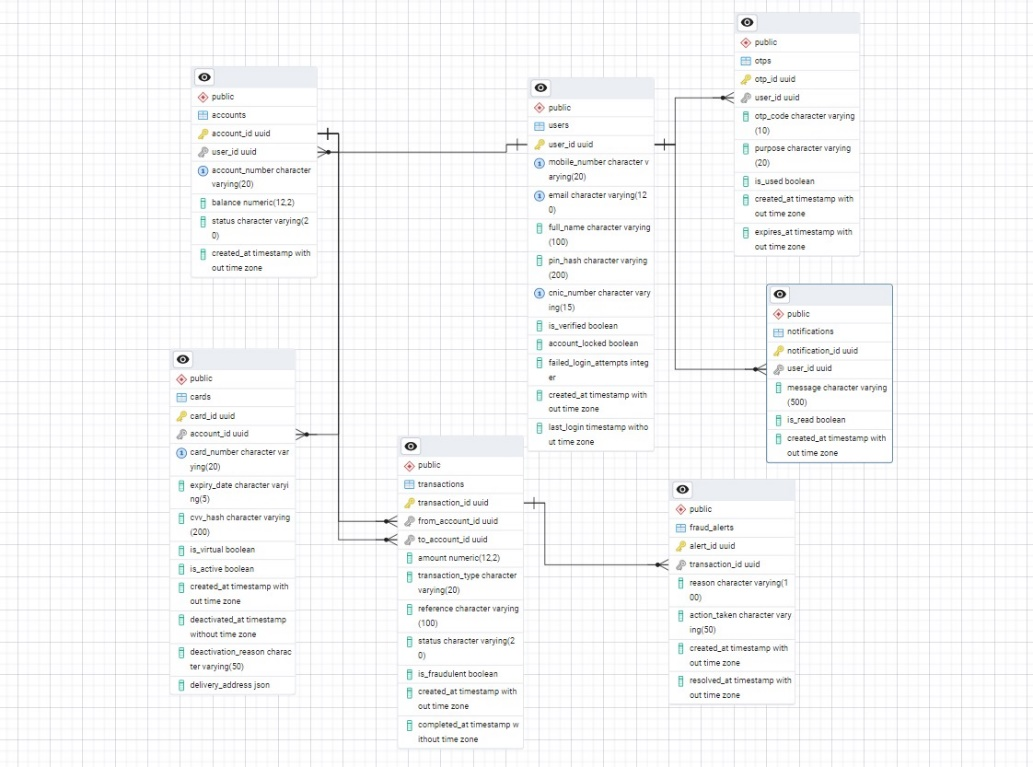 public
accounts
account_id uuid
user_id uuid
account_number character
varying(20)
balance numeric(12,2)
status character varying(2
0)
created_at timestamp with
out time zone
public
users
user_id uuid
mobile_number character v
arying(20)
email character varying(12
0)
full_name character varying
(100)
pin_hash character varying
(200)
cnic_number character vary
ing(15)
is_verified boolean
account_locked boolean
failed_login_attempts integ
er
created_at timestamp with
out time zone
last_login timestamp witho
ut time zone
public
otps
otp_id uuid
user_id uuid
otp_code character varying
(10)
purpose character varying
(20)
is_used boolean
created_at timestamp with
out time zone
expires_at timestamp with
out time zone
public
notifications
notification_id uuid
user_id uuid
message character varying
(500)
is_read boolean
created_at timestamp with
out time zone
public
cards
card_id uuid
account_id uuid
card_number character var
ying(20)
expiry_date character varyi
ng(5)
cvv_hash character varying
(200)
is_virtual boolean
is_active boolean
created_at timestamp with
out time zone
deactivated_at timestamp
without time zone
deactivation_reason charac
ter varying(50)
delivery_address json
public
transactions
transaction_id uuid
from_account_id uuid
to_account_id uuid
amount numeric(12,2)
transaction_type character
varying(20)
reference character varying
(100)
status character varying(2
0)
is_fraudulent boolean
created_at timestamp with
out time zone
completed_at timestamp w
ithout time zone
public
fraud_alerts
alert_id uuid
transaction_id uuid
reason character varying(1
00)
action_taken character vary
ing(50)
created_at timestamp with
out time zone
resolved_at timestamp with
out time zone